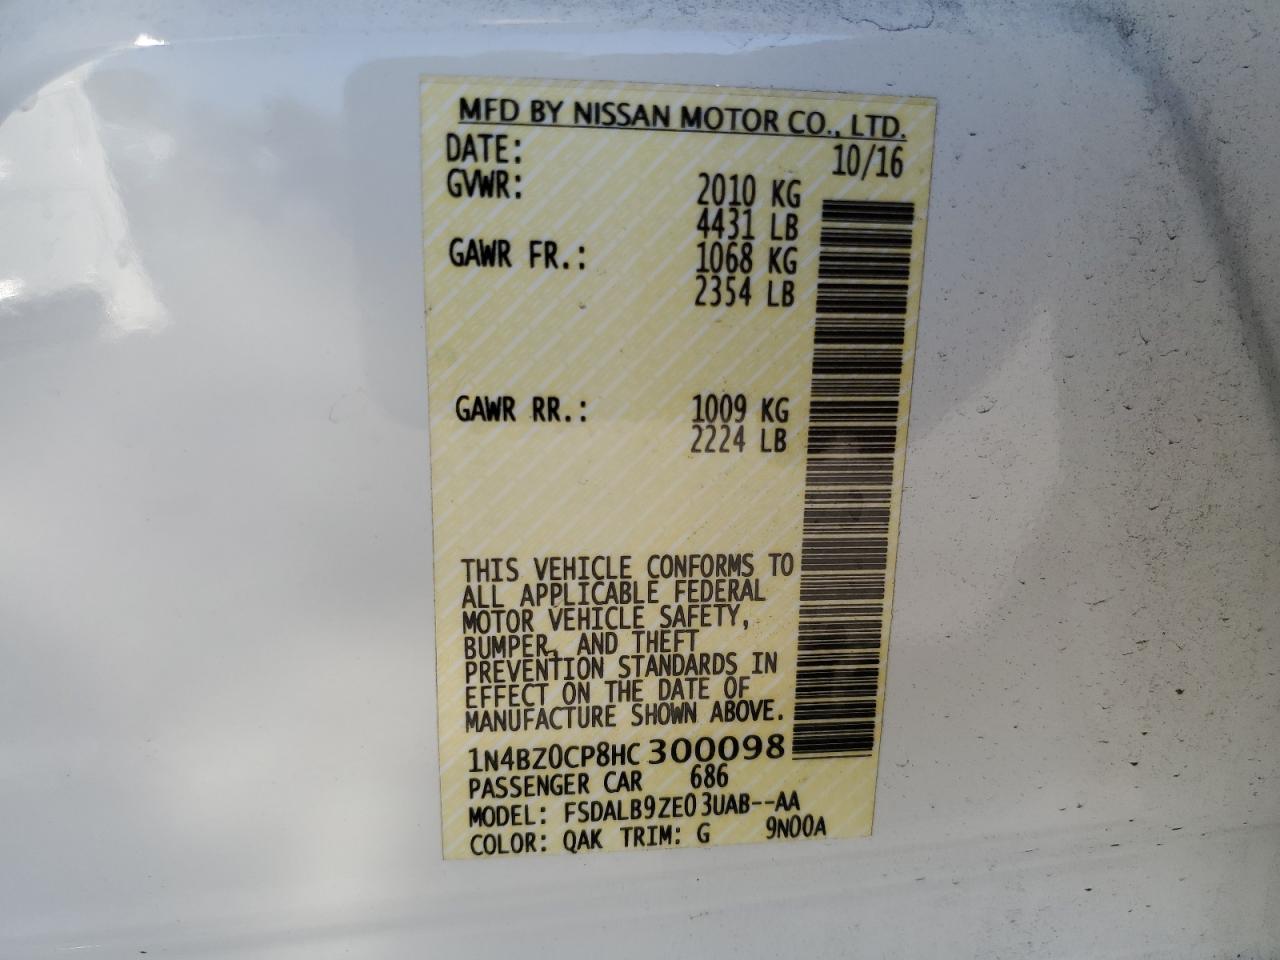 MFD BY NISSAN MOTOR CO., LTD.
DATE: 10/16
GVWR: 2010 KG
4431 LB
GAWR FR.: 1068 KG
2354 LB
GAWR RR.: 1009 KG
2224 LB
THIS VEHICLE CONFORMS TO
ALL APPLICABLE FEDERAL
MOTOR VEHICLE SAFETY,
BUMPER, AND THEFT
PREVENTION STANDARDS IN
EFFECT ON THE DATE OF
MANUFACTURE SHOWN ABOVE.
1N4BZ0CP8HC300098
PASSENGER CAR 686
MODEL: FSDALB9ZE03UAB--AA
COLOR: QAK TRIM: G 9N00A